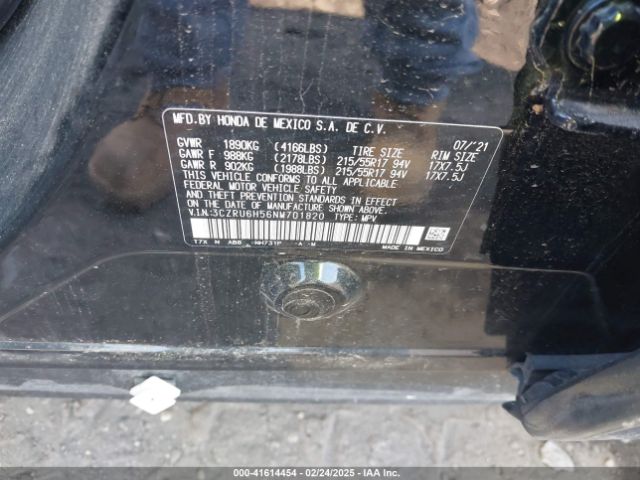 MFD.BY HONDA DE MEXICO S.A. DE C.V.
07/'21
GVWR 1890KG (4166LBS) TIRE SIZE RIM SIZE
GAWR F 988KG (2178LBS) 215/55R17 94V 17X7.5J
GAWR R 902KG (1988LBS) 215/55R17 94V 17X7.5J
THIS VEHICLE CONFORMS TO ALL APPLICABLE
FEDERAL MOTOR VEHICLE SAFETY BUMPER,
AND THEFT PREVENTION STANDARDS IN EFFECT
ON THE DATE OF MANUFACTURE SHOWN ABOVE.
V.I.N:3CZRU6H56NM701820 TYPE: MPV
MADE IN MEXICO
000-41614454 - 02/24/2025 - IAA Inc.